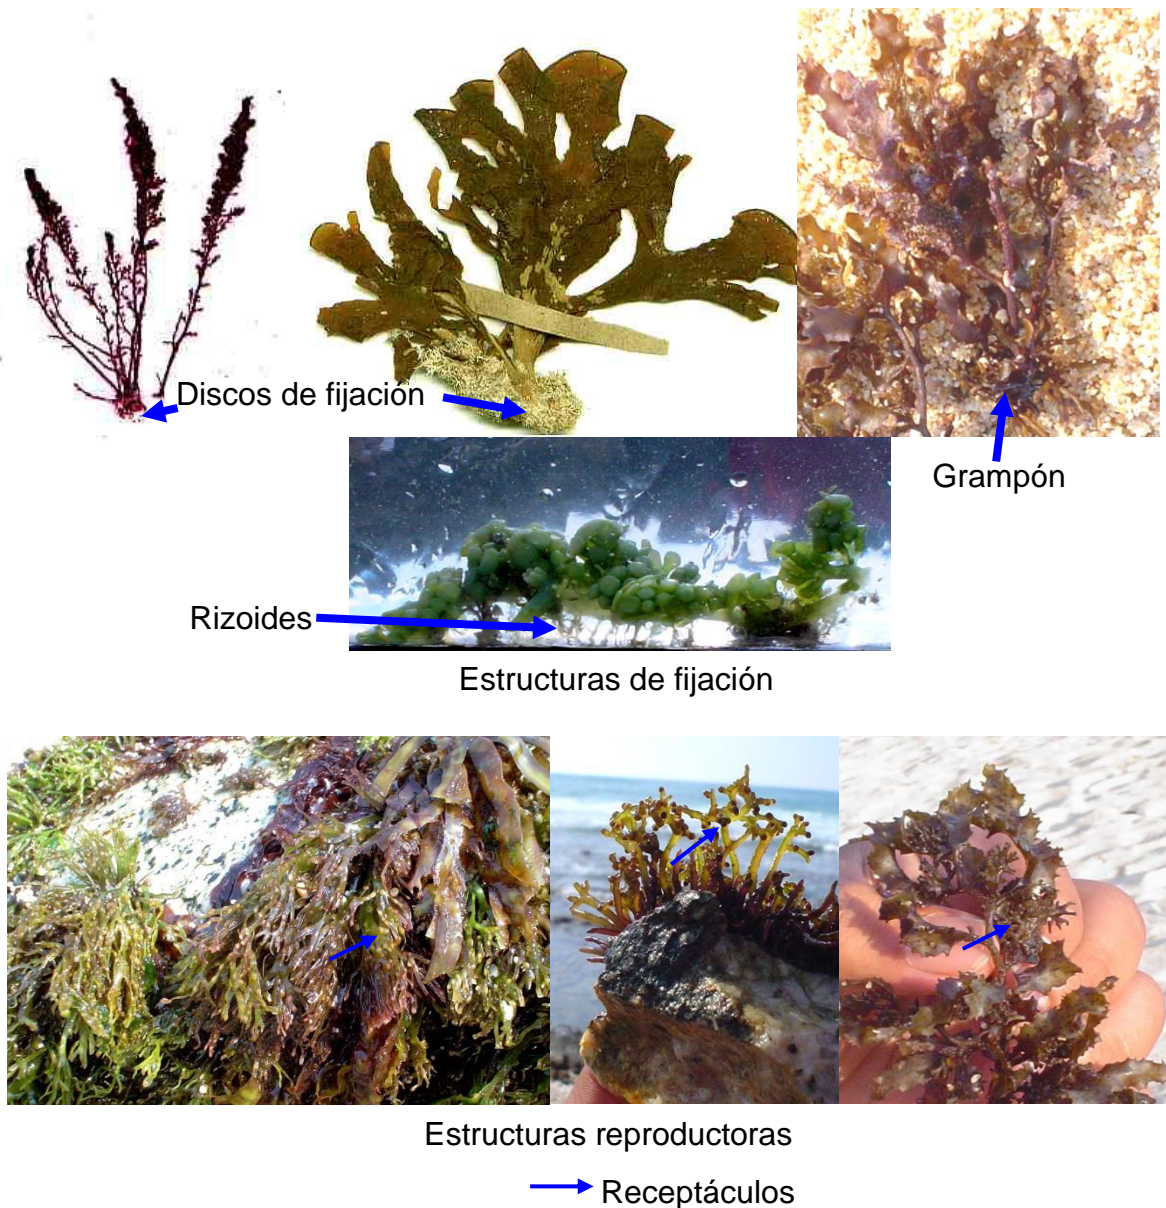 Discos de fijación
Grampón
Rizoides
Estructuras de fijación
Estructuras reproductoras
Receptáculos